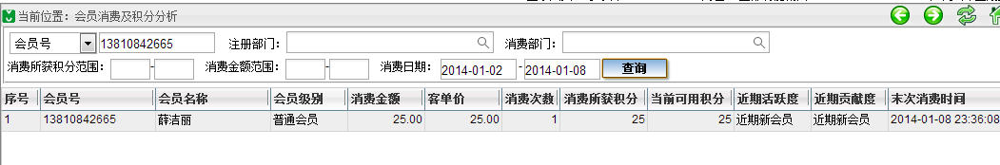 当前位置：会员消费及积分分析
会员号 13810842665 注册部门： 消费部门：
消费所获积分范围： - 消费金额范围： - 消费日期： 2014-01-02 - 2014-01-08 查询
序号 会员号 会员名称 会员级别 消费金额 客单价 消费次数 消费所获积分 当前可用积分 近期活跃度 近期贡献度 末次消费时间
1 13810842665 薛洁丽 普通会员 25.00 25.00 1 25 25 近期新会员 近期新会员 2014-01-08 23:36:08